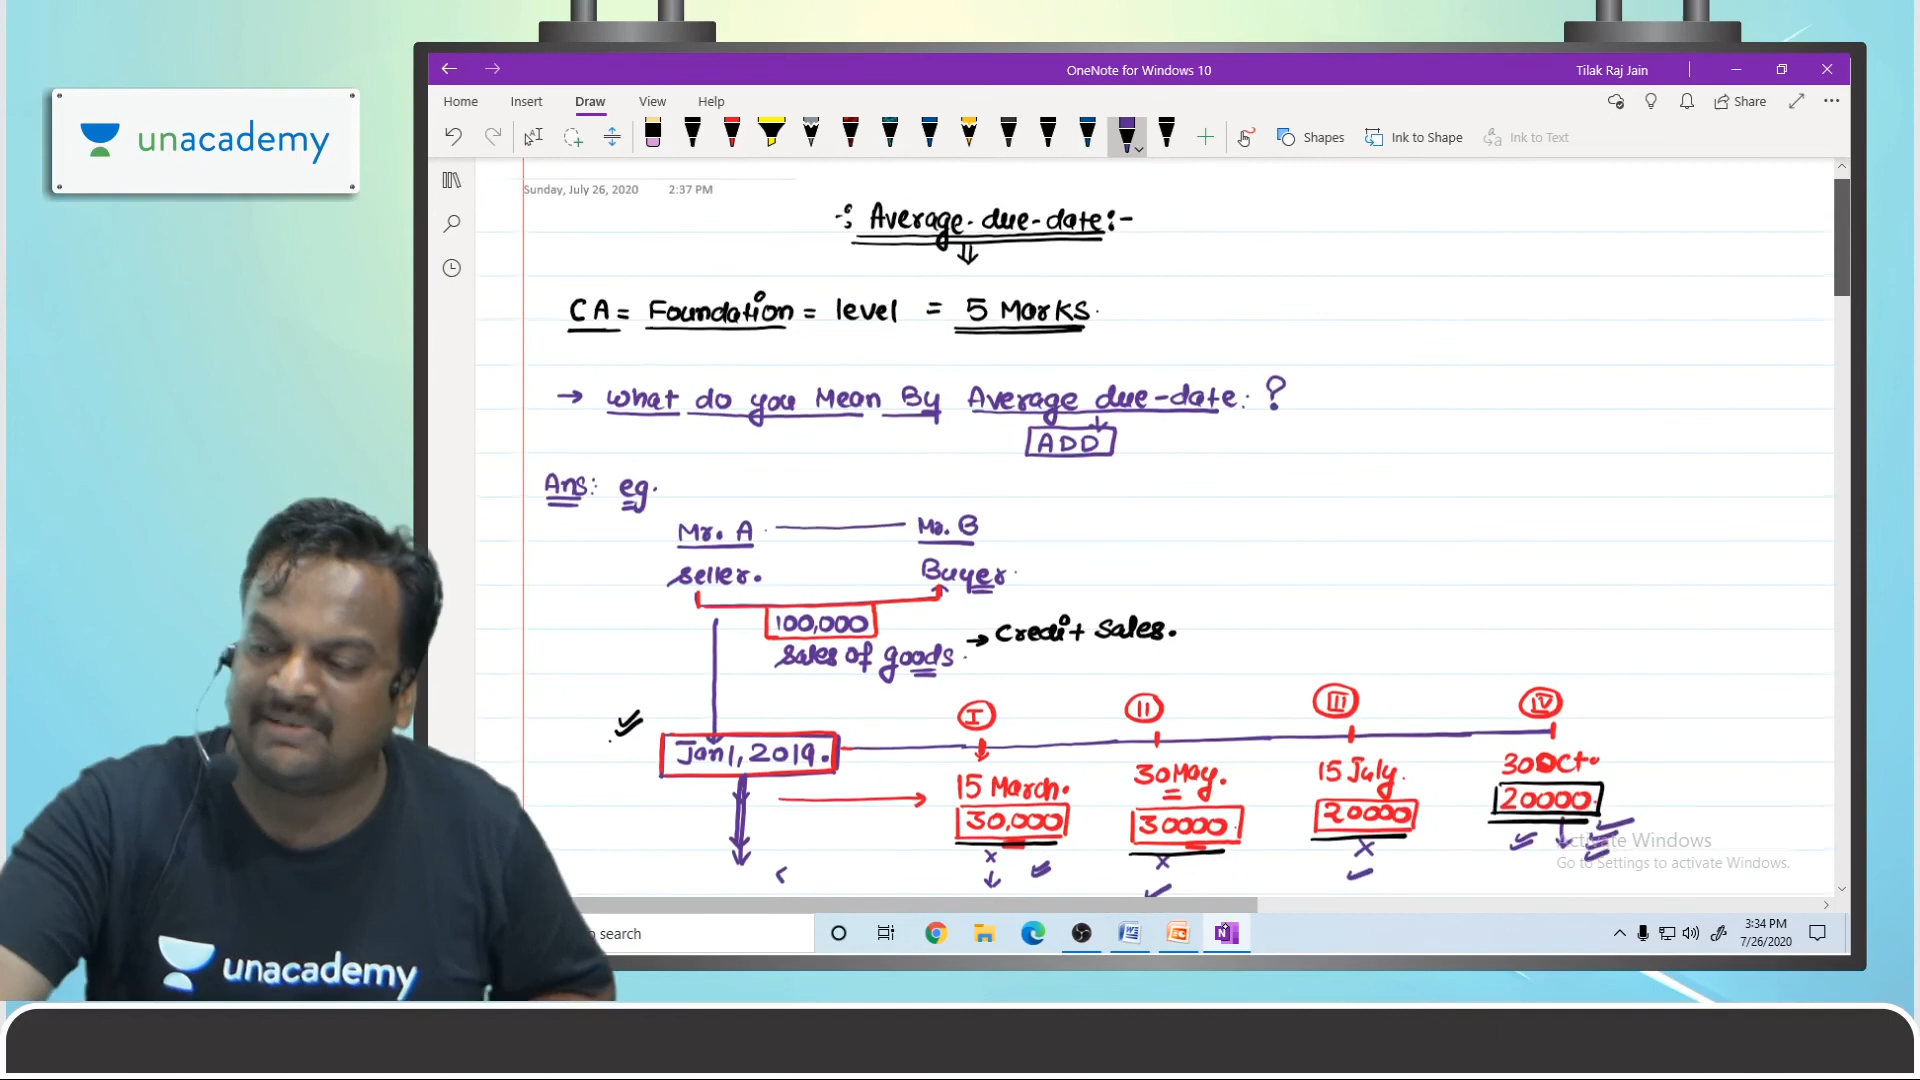 unacademy
OneNote for Windows 10
Tilak Raj Jain
Home Insert Draw View Help
Share
Shapes Ink to Shape Ink to Text
Sunday, July 26, 2020 2:37 PM
-: Average-due-date:-
CA = Foundation = level = 5 Marks.
→ what do you Mean By Average due-date. ?
ADD
Ans: eg.
Mr. A Mr. B
Seller. Buyer
100,000
Sales of goods → Credit Sales.
I II III IV
Jan 1, 2019.
15 March. 30 May. 15 July. 30 Oct.
30,000 30000 20000 20000
Activate Windows
Go to Settings to activate Windows.
search
3:34 PM
7/26/2020
unacademy